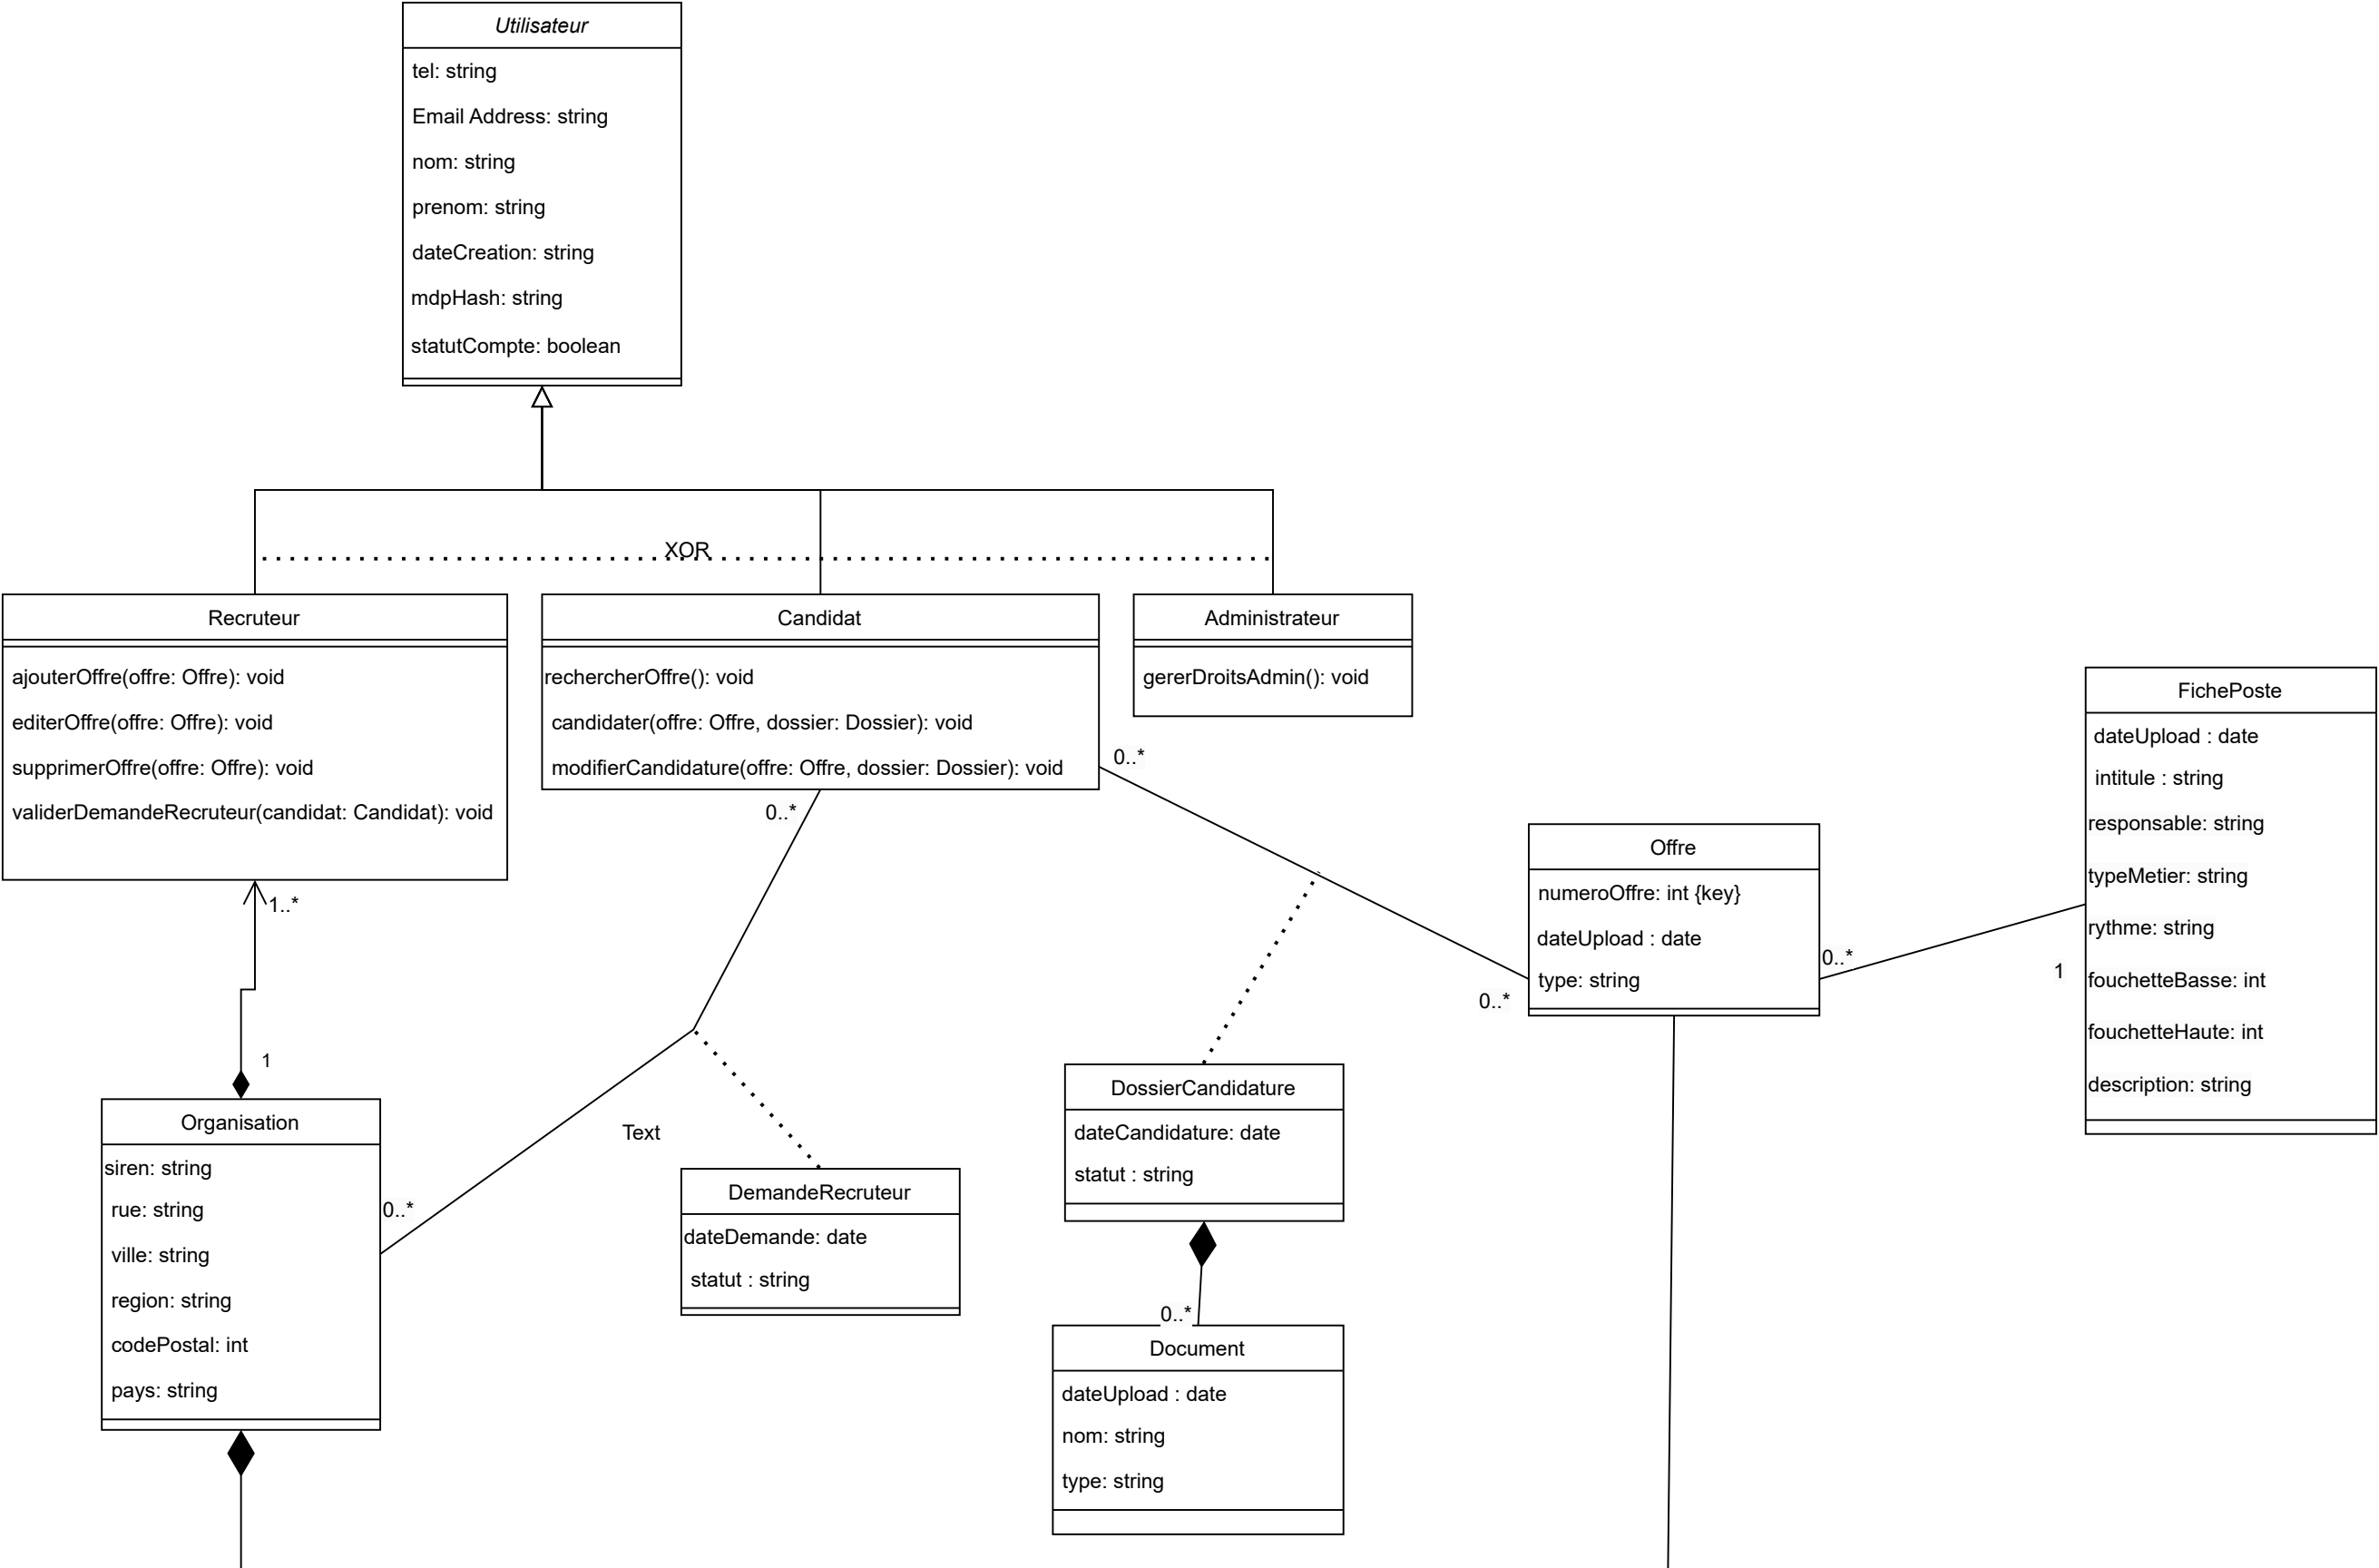 Utilisateur
tel: string
Email Address: string
nom: string
prenom: string
dateCreation: string
mdpHash: string
statutCompte: boolean
XOR
Recruteur
ajouterOffre(offre: Offre): void
editerOffre(offre: Offre): void
supprimerOffre(offre: Offre): void
validerDemandeRecruteur(candidat: Candidat): void
Candidat
rechercherOffre(): void
candidater(offre: Offre, dossier: Dossier): void
modifierCandidature(offre: Offre, dossier: Dossier): void
Administrateur
gererDroitsAdmin(): void
0..*
0..*
1..*
1
0..*
0..*
1
FichePoste
dateUpload : date
intitule : string
responsable: string
typeMetier: string
rythme: string
fouchetteBasse: int
fouchetteHaute: int
description: string
Offre
numeroOffre: int {key}
dateUpload : date
type: string
Organisation
siren: string
rue: string
ville: string
region: string
codePostal: int
pays: string
0..*
Text
DemandeRecruteur
dateDemande: date
statut : string
DossierCandidature
dateCandidature: date
statut : string
0..*
Document
dateUpload : date
nom: string
type: string